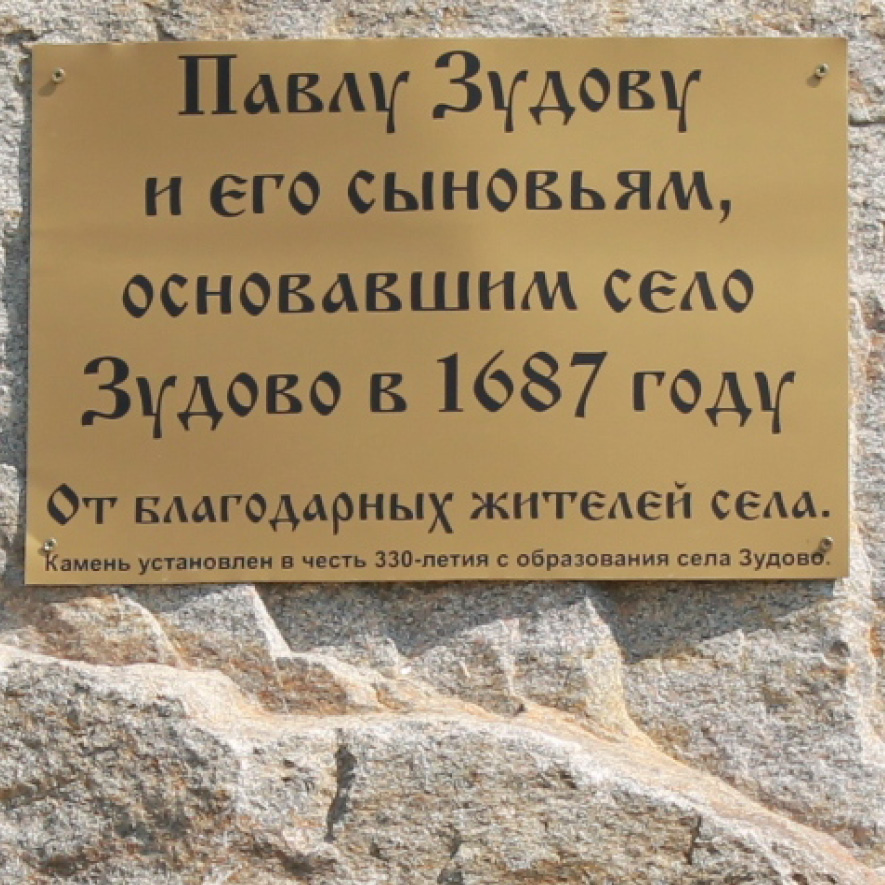 Павлу Зудову
и его сыновьям,
основавшим село
Зудово в 1687 году
От благодарных жителей села.
Камень установлен в честь 330-летия с образования села Зудово.